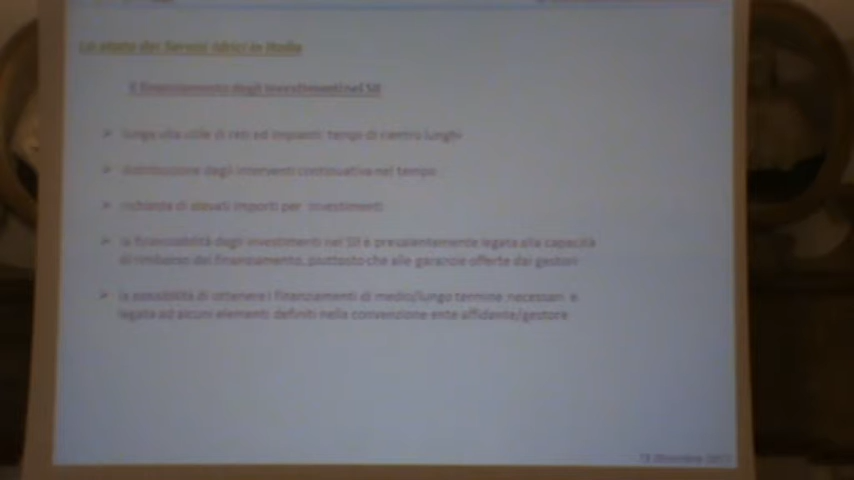 Lo stato dei Servizi Idrici in Italia
Il finanziamento degli investimenti nel SII
lunga vita utile di reti ed impianti: tempi di rientro lunghi
distribuzione degli interventi continuativa nel tempo
richiesta di elevati importi per investimenti
la finanziabilità degli investimenti nel SII è prevalentemente legata alla capacità
di rimborso del finanziamento, piuttosto che alle garanzie offerte dai gestori
la possibilità di ottenere i finanziamenti di medio/lungo termine necessari è
legata ad alcuni elementi definiti nella convenzione ente affidante/gestore